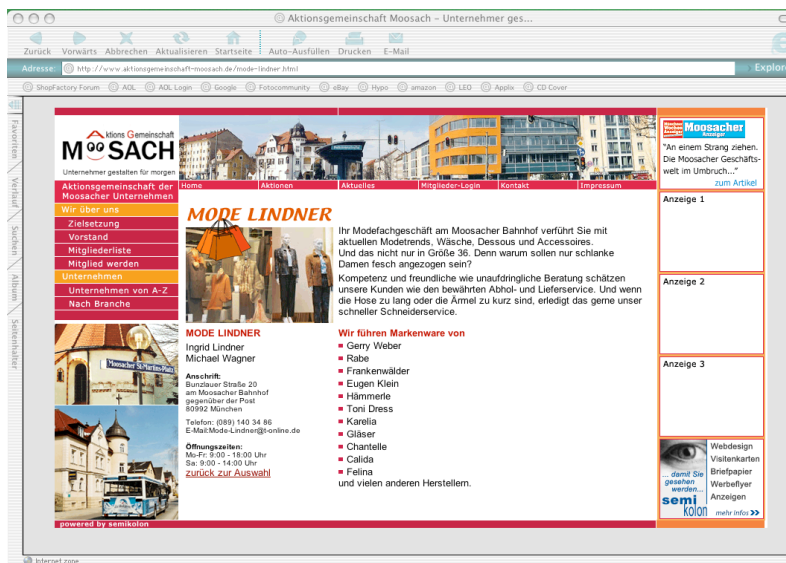 Aktionsgemeinschaft Moosach – Unternehmer ges...
Zurück Vorwärts Abbrechen Aktualisieren Startseite Auto-Ausfüllen Drucken E-Mail
Adresse: http://www.aktionsgemeinschaft-moosach.de/mode-lindner.html Explore
ShopFactory Forum AOL AOL Login Google Fotocommunity eBay Hypo amazon LEO Applix CD Cover
Favoriten
Verlauf
Suchen
Album
Seitenhalter
Aktions Gemeinschaft
MOOSACH
Unternehmer gestalten für morgen
Home Aktionen Aktuelles Mitglieder-Login Kontakt Impressum
Aktionsgemeinschaft der
Moosacher Unternehmen
Wir über uns
Zielsetzung
Vorstand
Mitgliederliste
Mitglied werden
Unternehmen
Unternehmen von A-Z
Nach Branche
Moosacher St-Martins-Platz
MODE LINDNER
Ihr Modefachgeschäft am Moosacher Bahnhof verführt Sie mit
aktuellen Modetrends, Wäsche, Dessous und Accessoires.
Und das nicht nur in Größe 36. Denn warum sollen nur schlanke
Damen fesch angezogen sein?
Kompetenz und freundliche wie unaufdringliche Beratung schätzen
unsere Kunden wie den bewährten Abhol- und Lieferservice. Und wenn
die Hose zu lang oder die Ärmel zu kurz sind, erledigt das gerne unser
schneller Schneiderservice.
MODE LINDNER
Ingrid Lindner
Michael Wagner
Anschrift:
Bunzlauer Straße 20
am Moosacher Bahnhof
gegenüber der Post
80992 München
Telefon: (089) 140 34 86
E-Mail:Mode-Lindner@t-online.de
Öffnungszeiten:
Mo-Fr: 9:00 - 18:00 Uhr
Sa: 9:00 - 14:00 Uhr
zurück zur Auswahl
Wir führen Markenware von
Gerry Weber
Rabe
Frankenwälder
Eugen Klein
Hämmerle
Toni Dress
Karelia
Gläser
Chantelle
Calida
Felina
und vielen anderen Herstellern.
Moosacher
Anzeiger
"An einem Strang ziehen.
Die Moosacher Geschäfts-
welt im Umbruch..."
zum Artikel
Anzeige 1
Anzeige 2
Anzeige 3
... damit Sie
gesehen
werden...
semi
kolon
Webdesign
Visitenkarten
Briefpapier
Werbeflyer
Anzeigen
mehr Infos >>
powered by semikolon
Internet zone